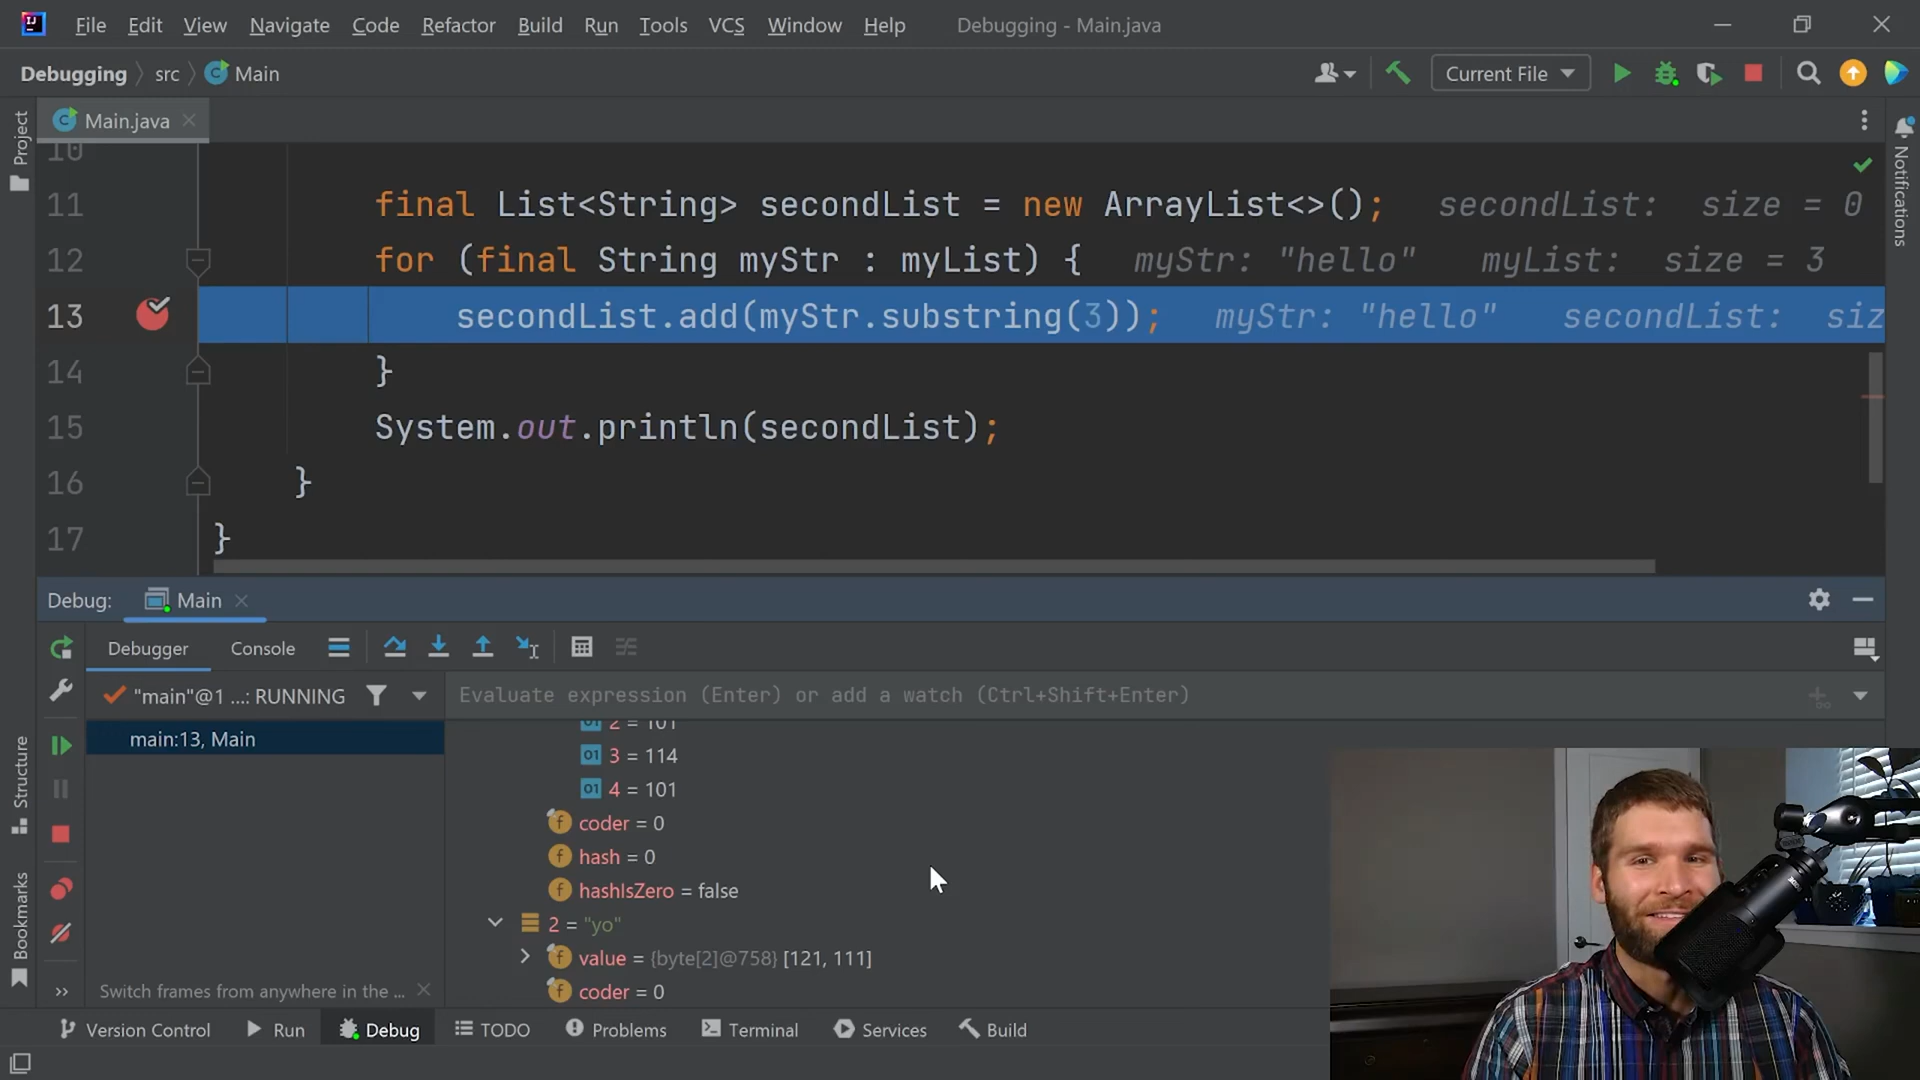 File Edit View Navigate Code Refactor Build Run Tools VCS Window Help Debugging - Main.java
Debugging src Main Current File
Project
Main.java
Notifications
10
11 final List<String> secondList = new ArrayList<>(); secondList: size = 0
12 for (final String myStr : myList) { myStr: "hello" myList: size = 3
13 secondList.add(myStr.substring(3)); myStr: "hello" secondList: siz
14 }
15 System.out.println(secondList);
16 }
17 }
Debug: Main
Debugger Console
"main"@1 ...: RUNNING Evaluate expression (Enter) or add a watch (Ctrl+Shift+Enter)
main:13, Main
2 = 101
3 = 114
4 = 101
coder = 0
hash = 0
hashIsZero = false
2 = "yo"
value = {byte[2]@758} [121, 111]
coder = 0
Structure
Bookmarks
Switch frames from anywhere in the ...
Version Control Run Debug TODO Problems Terminal Services Build